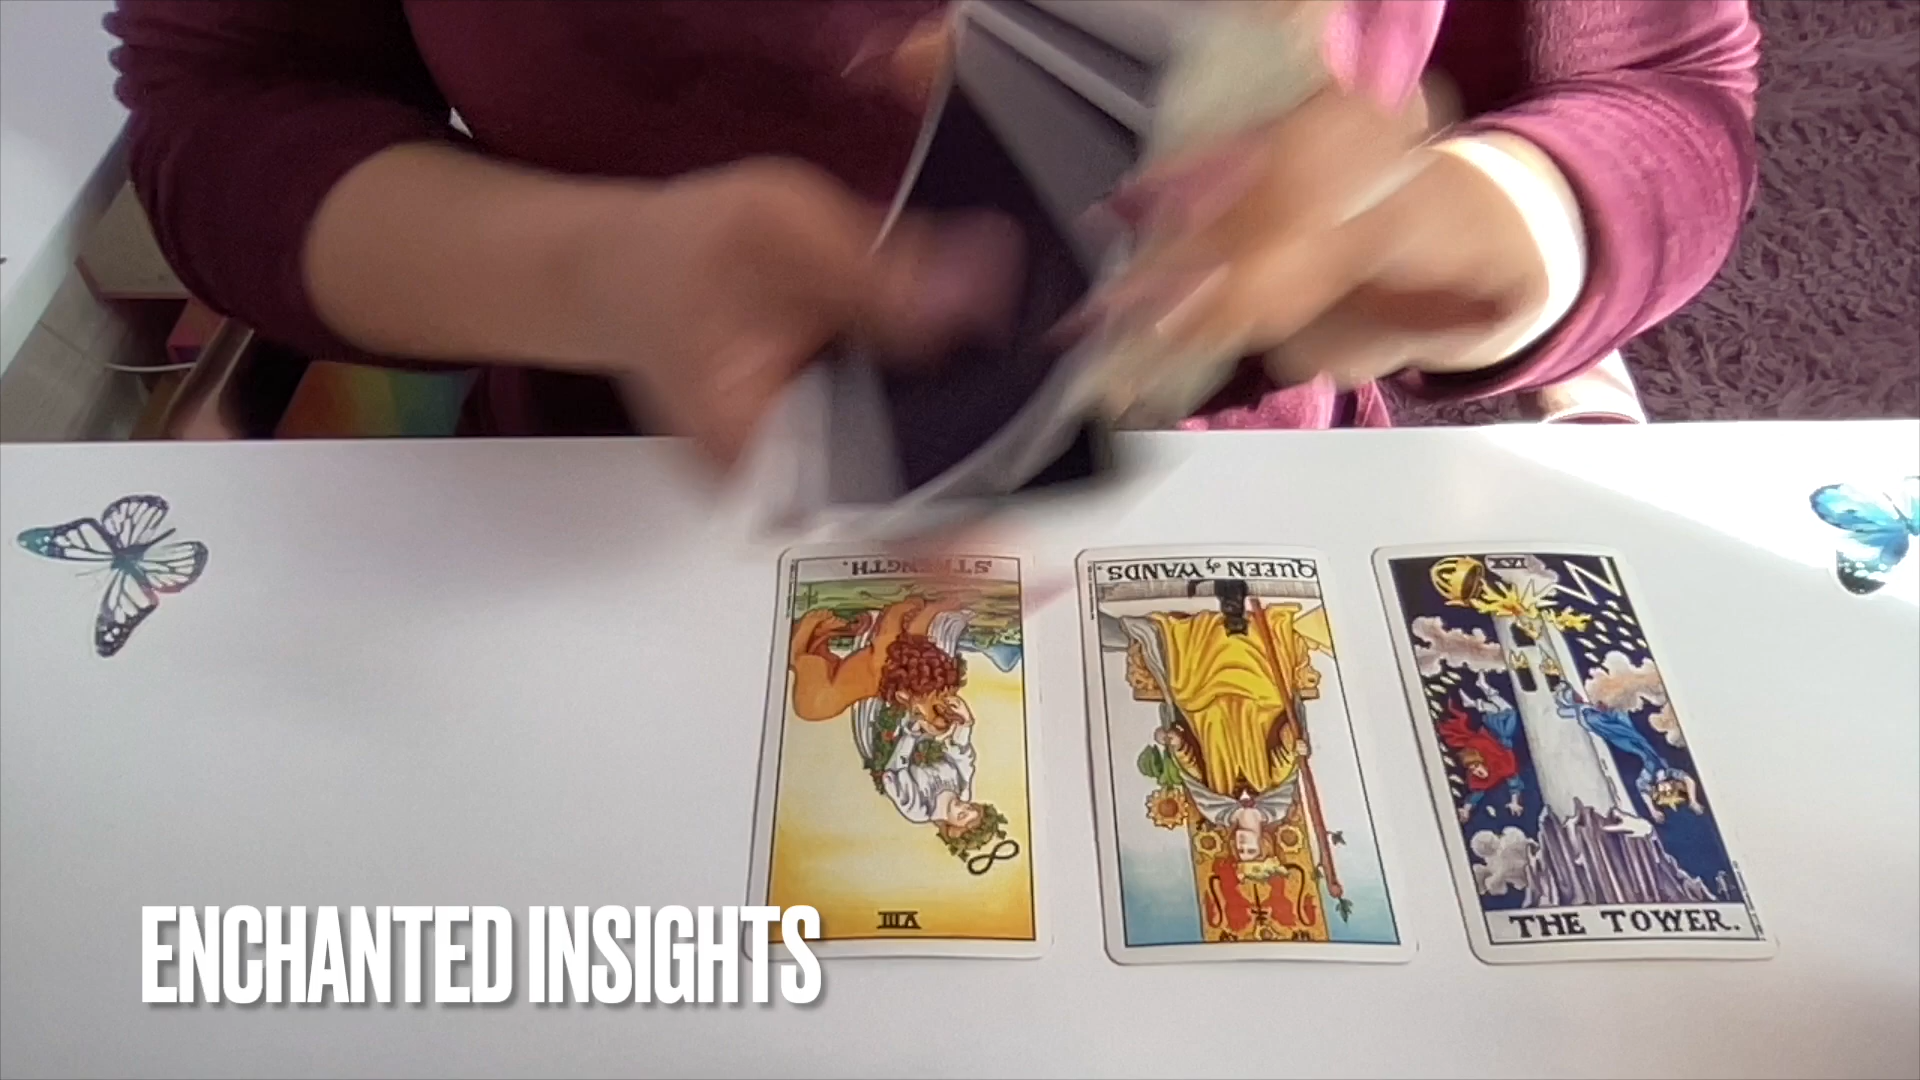 STRENGTH.
QUEEN of WANDS.
XVI
VIII
THE TOWER.
ENCHANTED INSIGHTS